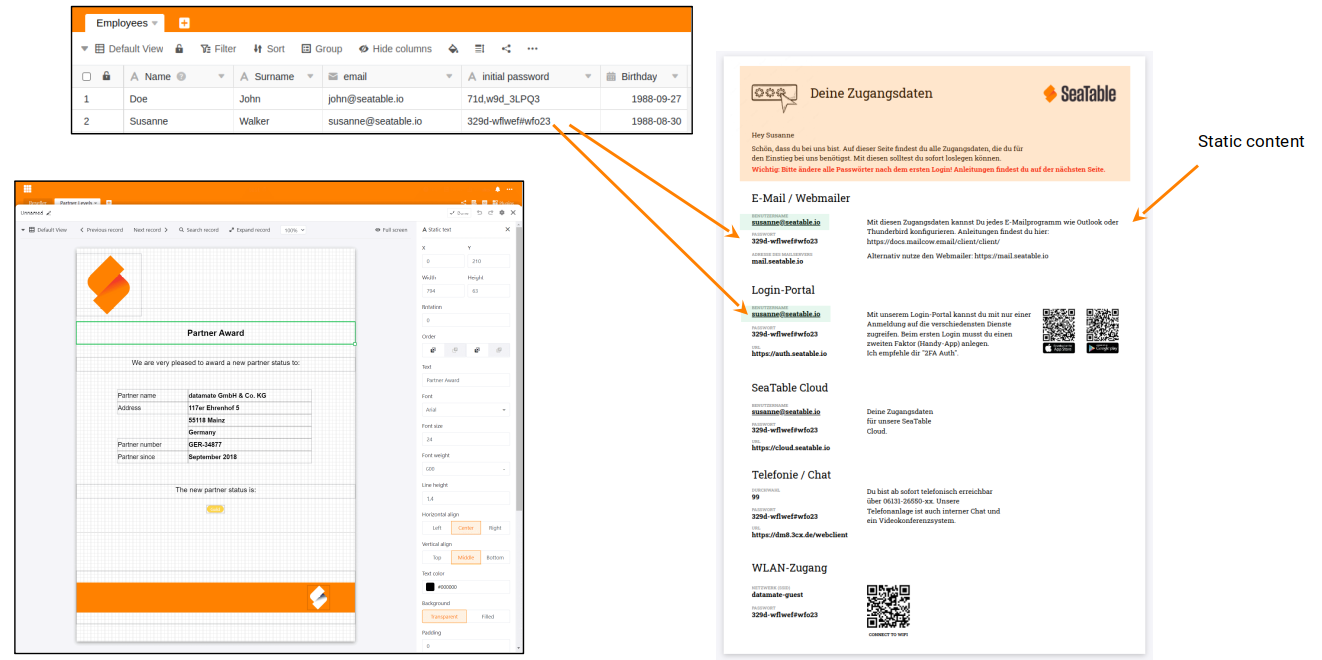 Employees
Default View Filter Sort Group Hide columns
Name Surname email initial password Birthday
1 Doe John john@seatable.io 71d,w9d_3LPQ3 1988-09-27
2 Susanne Walker susanne@seatable.io 329d-wflwef#wfo23 1988-08-30
Partner Levels
Unnamed
Default View Previous record Next record Search record Expand record 100% Full screen
Partner Award
We are very pleased to award a new partner status to:
Partner name datamate GmbH & Co. KG
Address 117er Ehrenhof 5
55118 Mainz
Germany
Partner number GER-34877
Partner since September 2018
The new partner status is:
Static text
X Y
0 210
Width Height
794 63
Rotation
0
Order
Text
Partner Award
Font
Arial
Font size
24
Font weight
600
Line height
1.4
Horizontal align
Left Center Right
Vertical align
Top Middle Bottom
Text color
#000000
Background
Transparent Filled
Padding
0
Deine Zugangsdaten
SeaTable
Hey Susanne
Schön, dass du bei uns bist. Auf dieser Seite findest du alle Zugangsdaten, die du für
den Einstieg bei uns benötigst. Mit diesen solltest du sofort loslegen können.
Wichtig: Bitte ändere alle Passwörter nach dem ersten Login! Anleitungen findest du auf der nächsten Seite.
E-Mail / Webmailer
BENUTZERNAME
susanne@seatable.io
PASSWORT
329d-wflwef#wfo23
ADRESSE DES MAILSERVERS
mail.seatable.io
Mit diesen Zugangsdaten kannst Du jedes E-Mailprogramm wie Outlook oder
Thunderbird konfigurieren. Anleitungen findest du hier:
https://docs.mailcow.email/client/client/
Alternativ nutze den Webmailer: https://mail.seatable.io
Login-Portal
BENUTZERNAME
susanne@seatable.io
PASSWORT
329d-wflwef#wfo23
URL
https://auth.seatable.io
Mit unserem Login-Portal kannst du mit nur einer
Anmeldung auf die verschiedensten Dienste
zugreifen. Beim ersten Login musst du einen
zweiten Faktor (Handy-App) anlegen.
Ich empfehle dir "2FA Auth".
App Store
Google play
SeaTable Cloud
BENUTZERNAME
susanne@seatable.io
PASSWORT
329d-wflwef#wfo23
URL
https://cloud.seatable.io
Deine Zugangsdaten
für unsere SeaTable
Cloud.
Telefonie / Chat
DURCHWAHL
99
PASSWORT
329d-wflwef#wfo23
URL
https://dm8.3cx.de/webclient
Du bist ab sofort telefonisch erreichbar
über 06131-26550-xx. Unsere
Telefonanlage ist auch interner Chat und
ein Videokonferenzsystem.
WLAN-Zugang
NETZWERK (SSID)
datamate-guest
PASSWORT
329d-wflwef#wfo23
CONNECT TO WIFI
Static content